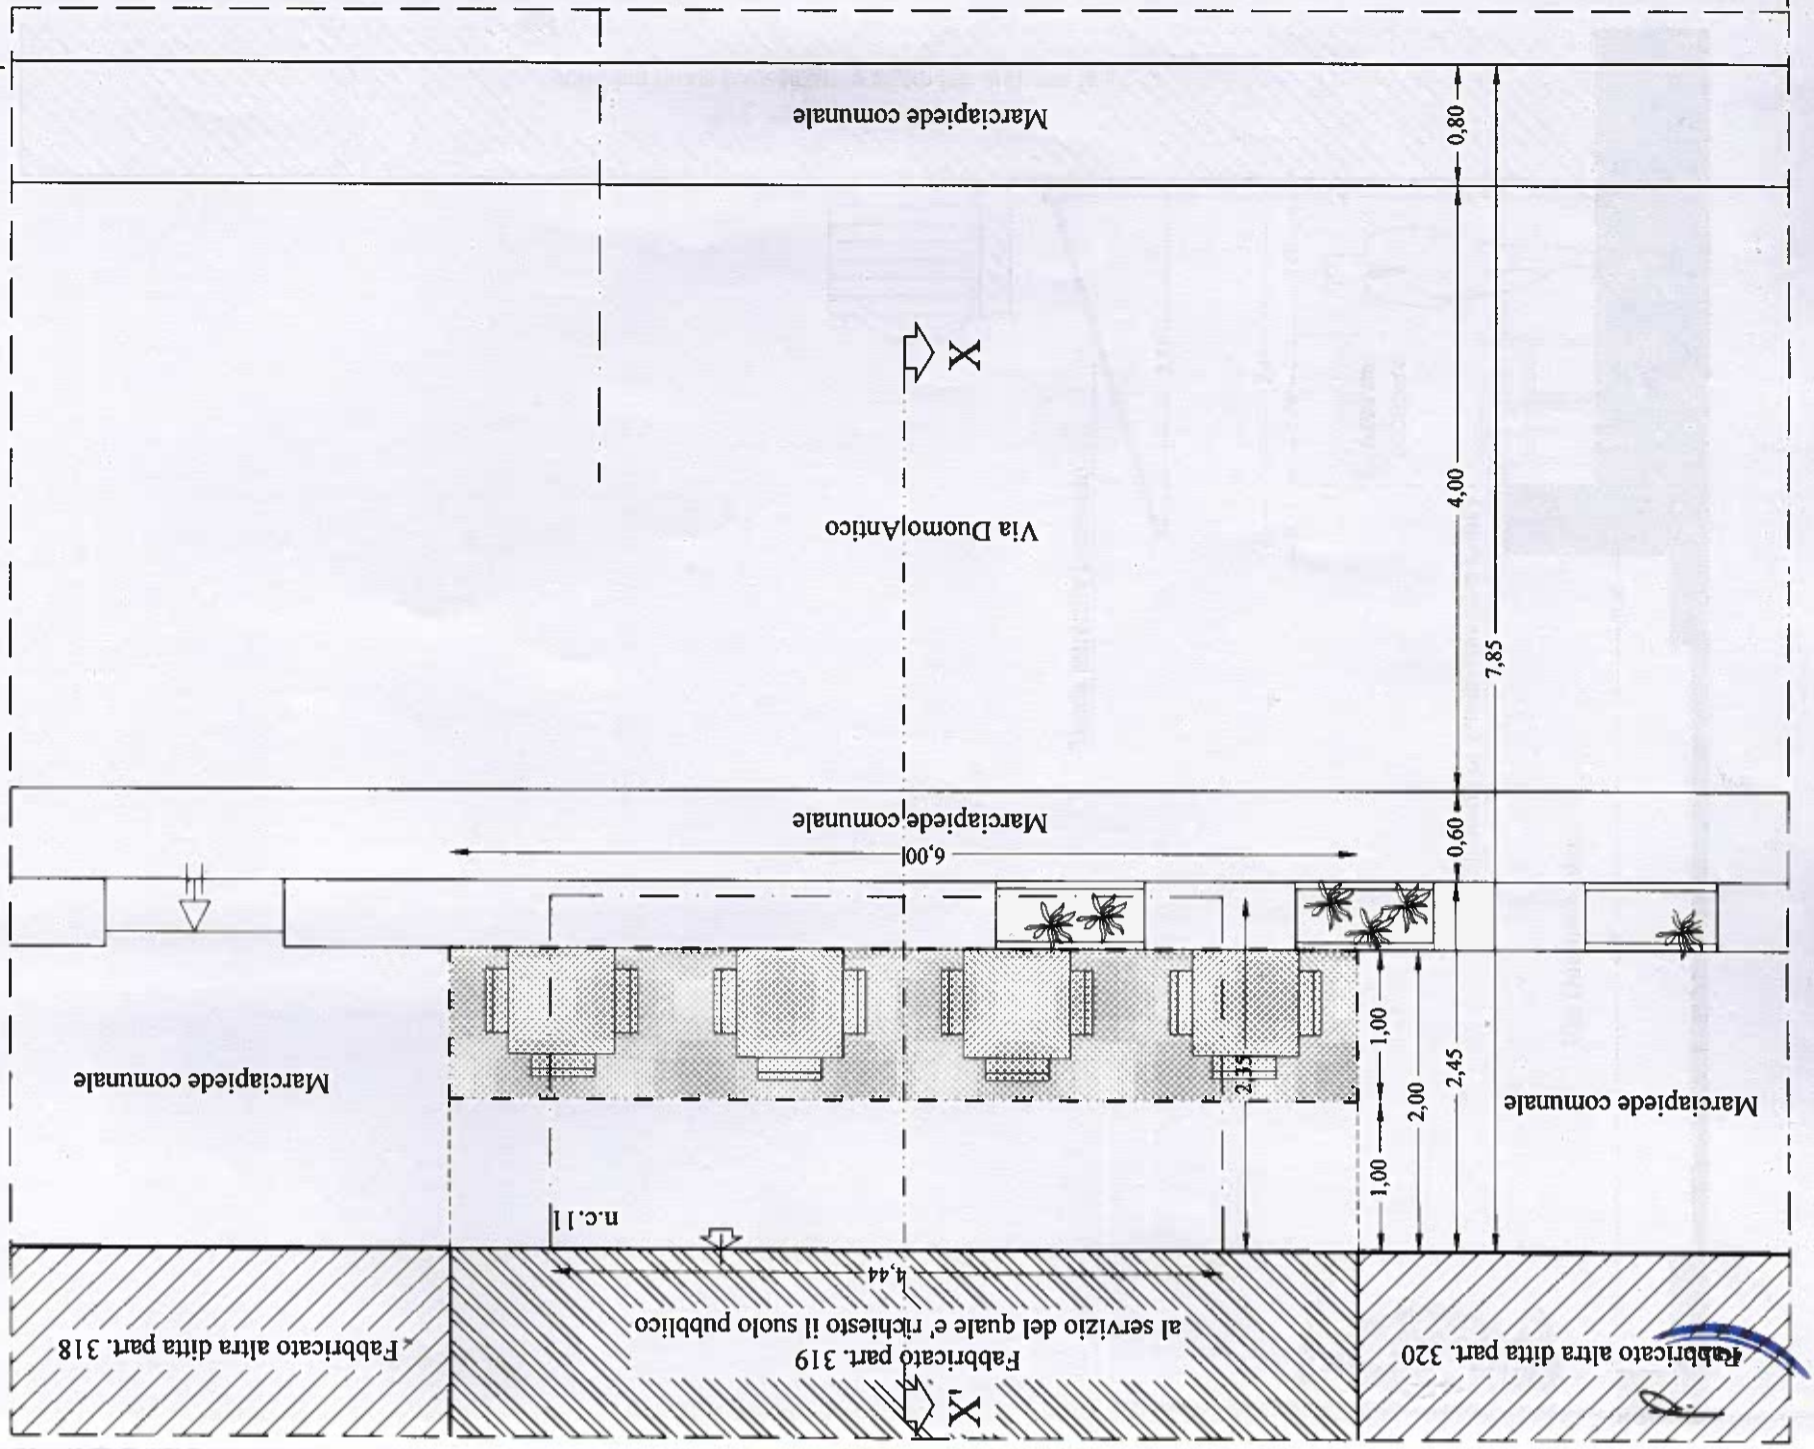 Fabbricato altra ditta part. 320
Fabbricato part. 319
al servizio del quale e' richiesto il suolo pubblico
Fabbricato altra ditta part. 318
X
4,44
n.c.11
Marciapiede comunale
Marciapiede comunale
1,00
2,00
2,45
1,00
2,35
6,00
Marciapiede comunale
0,60
7,85
Via Duomo Antico
4,00
X
Marciapiede comunale
0,80